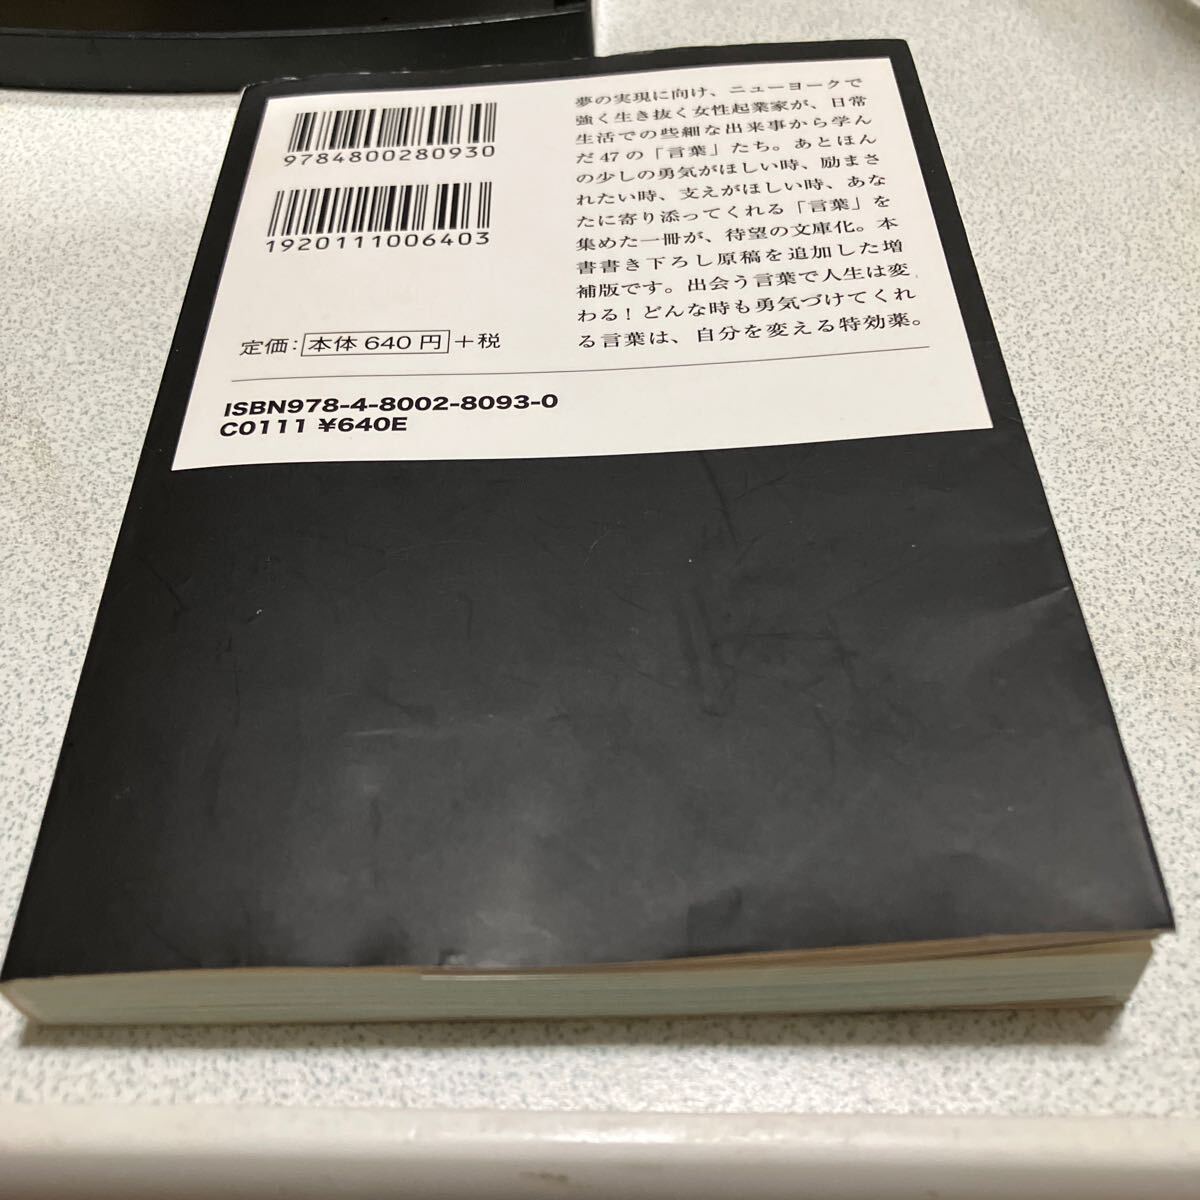 9784800280930
1920111006403
定価: 本体 640 円 +税
ISBN978-4-8002-8093-0
C0111 ¥640E
夢の実現に向け、ニューヨークで
強く生き抜く女性起業家が、日常
生活での些細な出来事から学ん
だ 47 の「言葉」たち。あとほん
の少しの勇気がほしい時、励まさ
れたい時、支えがほしい時、あな
たに寄り添ってくれる「言葉」を
集めた一冊が、待望の文庫化。本
書書き下ろし原稿を追加した増
補版です。出会う言葉で人生は変
わる！どんな時も勇気づけてくれ
る言葉は、自分を変える特効薬。